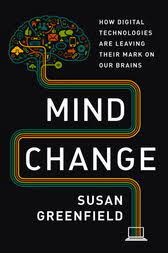 HOW DIGITAL
TECHNOLOGIES
ARE LEAVING
THEIR MARK ON
OUR BRAINS
MIND
CHANGE
SUSAN
GREENFIELD